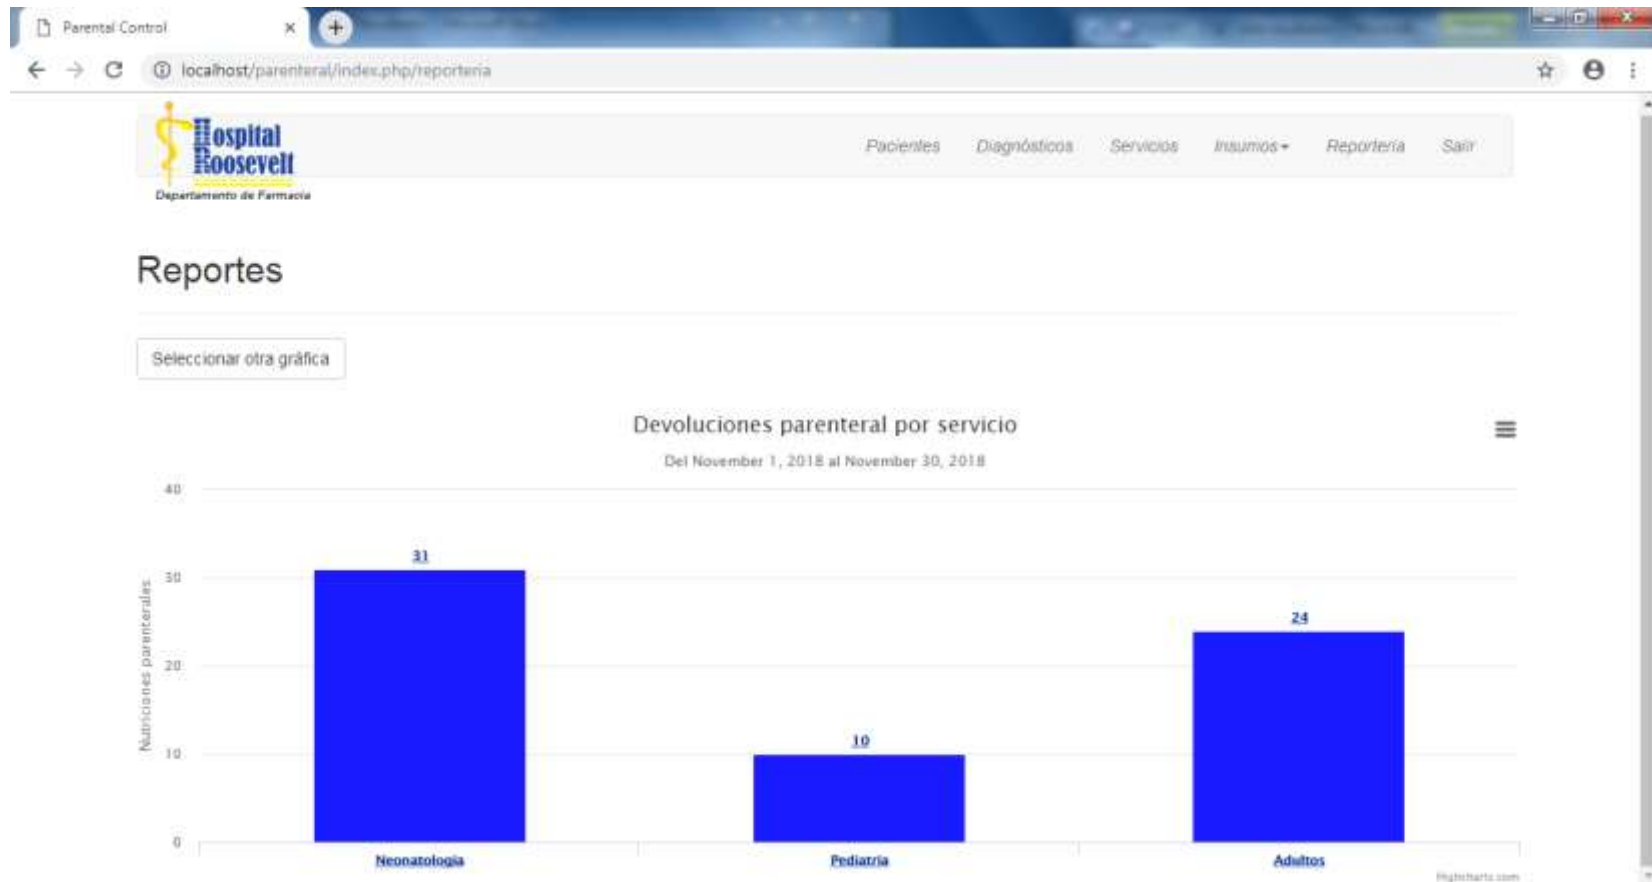 Parental Control
localhost/parenteral/index.php/reporteria
Hospital
Roosevelt
Departamento de Farmacia
Pacientes Diagnósticos Servicios Insumos Reportería Salir
Reportes
Seleccionar otra gráfica
Devoluciones parenteral por servicio
Del November 1, 2018 al November 30, 2018
Nutriciones parenterales
40
30
20
10
0
31
10
24
Neonatologia
Pediatria
Adultos
Highcharts.com